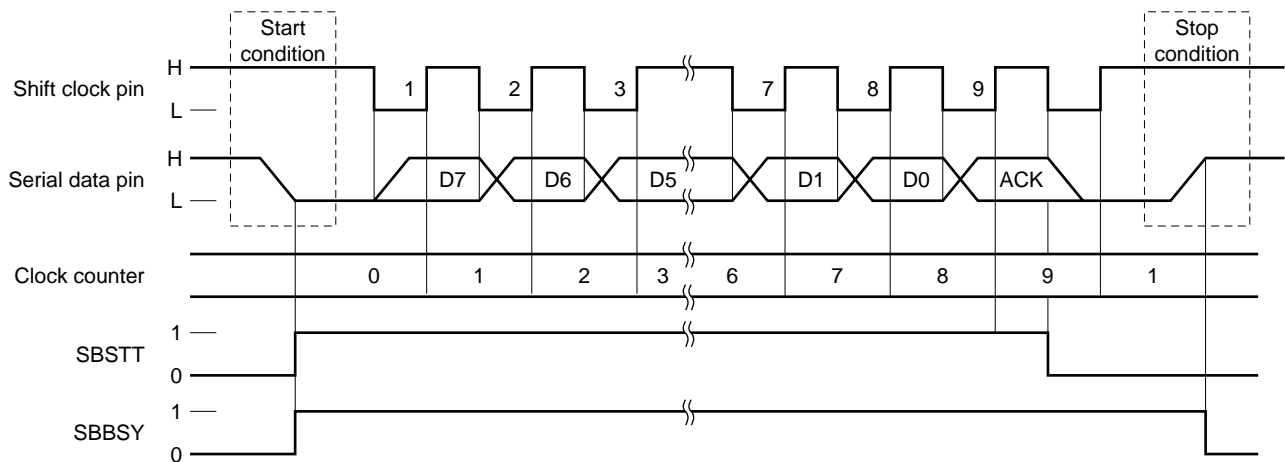 Start
condition
Stop
condition
H
Shift clock pin
1 2 3 7 8 9
L
H
Serial data pin
D7 D6 D5 D1 D0 ACK
L
Clock counter
0 1 2 3 6 7 8 9 1
1
SBSTT
0
1
SBBSY
0